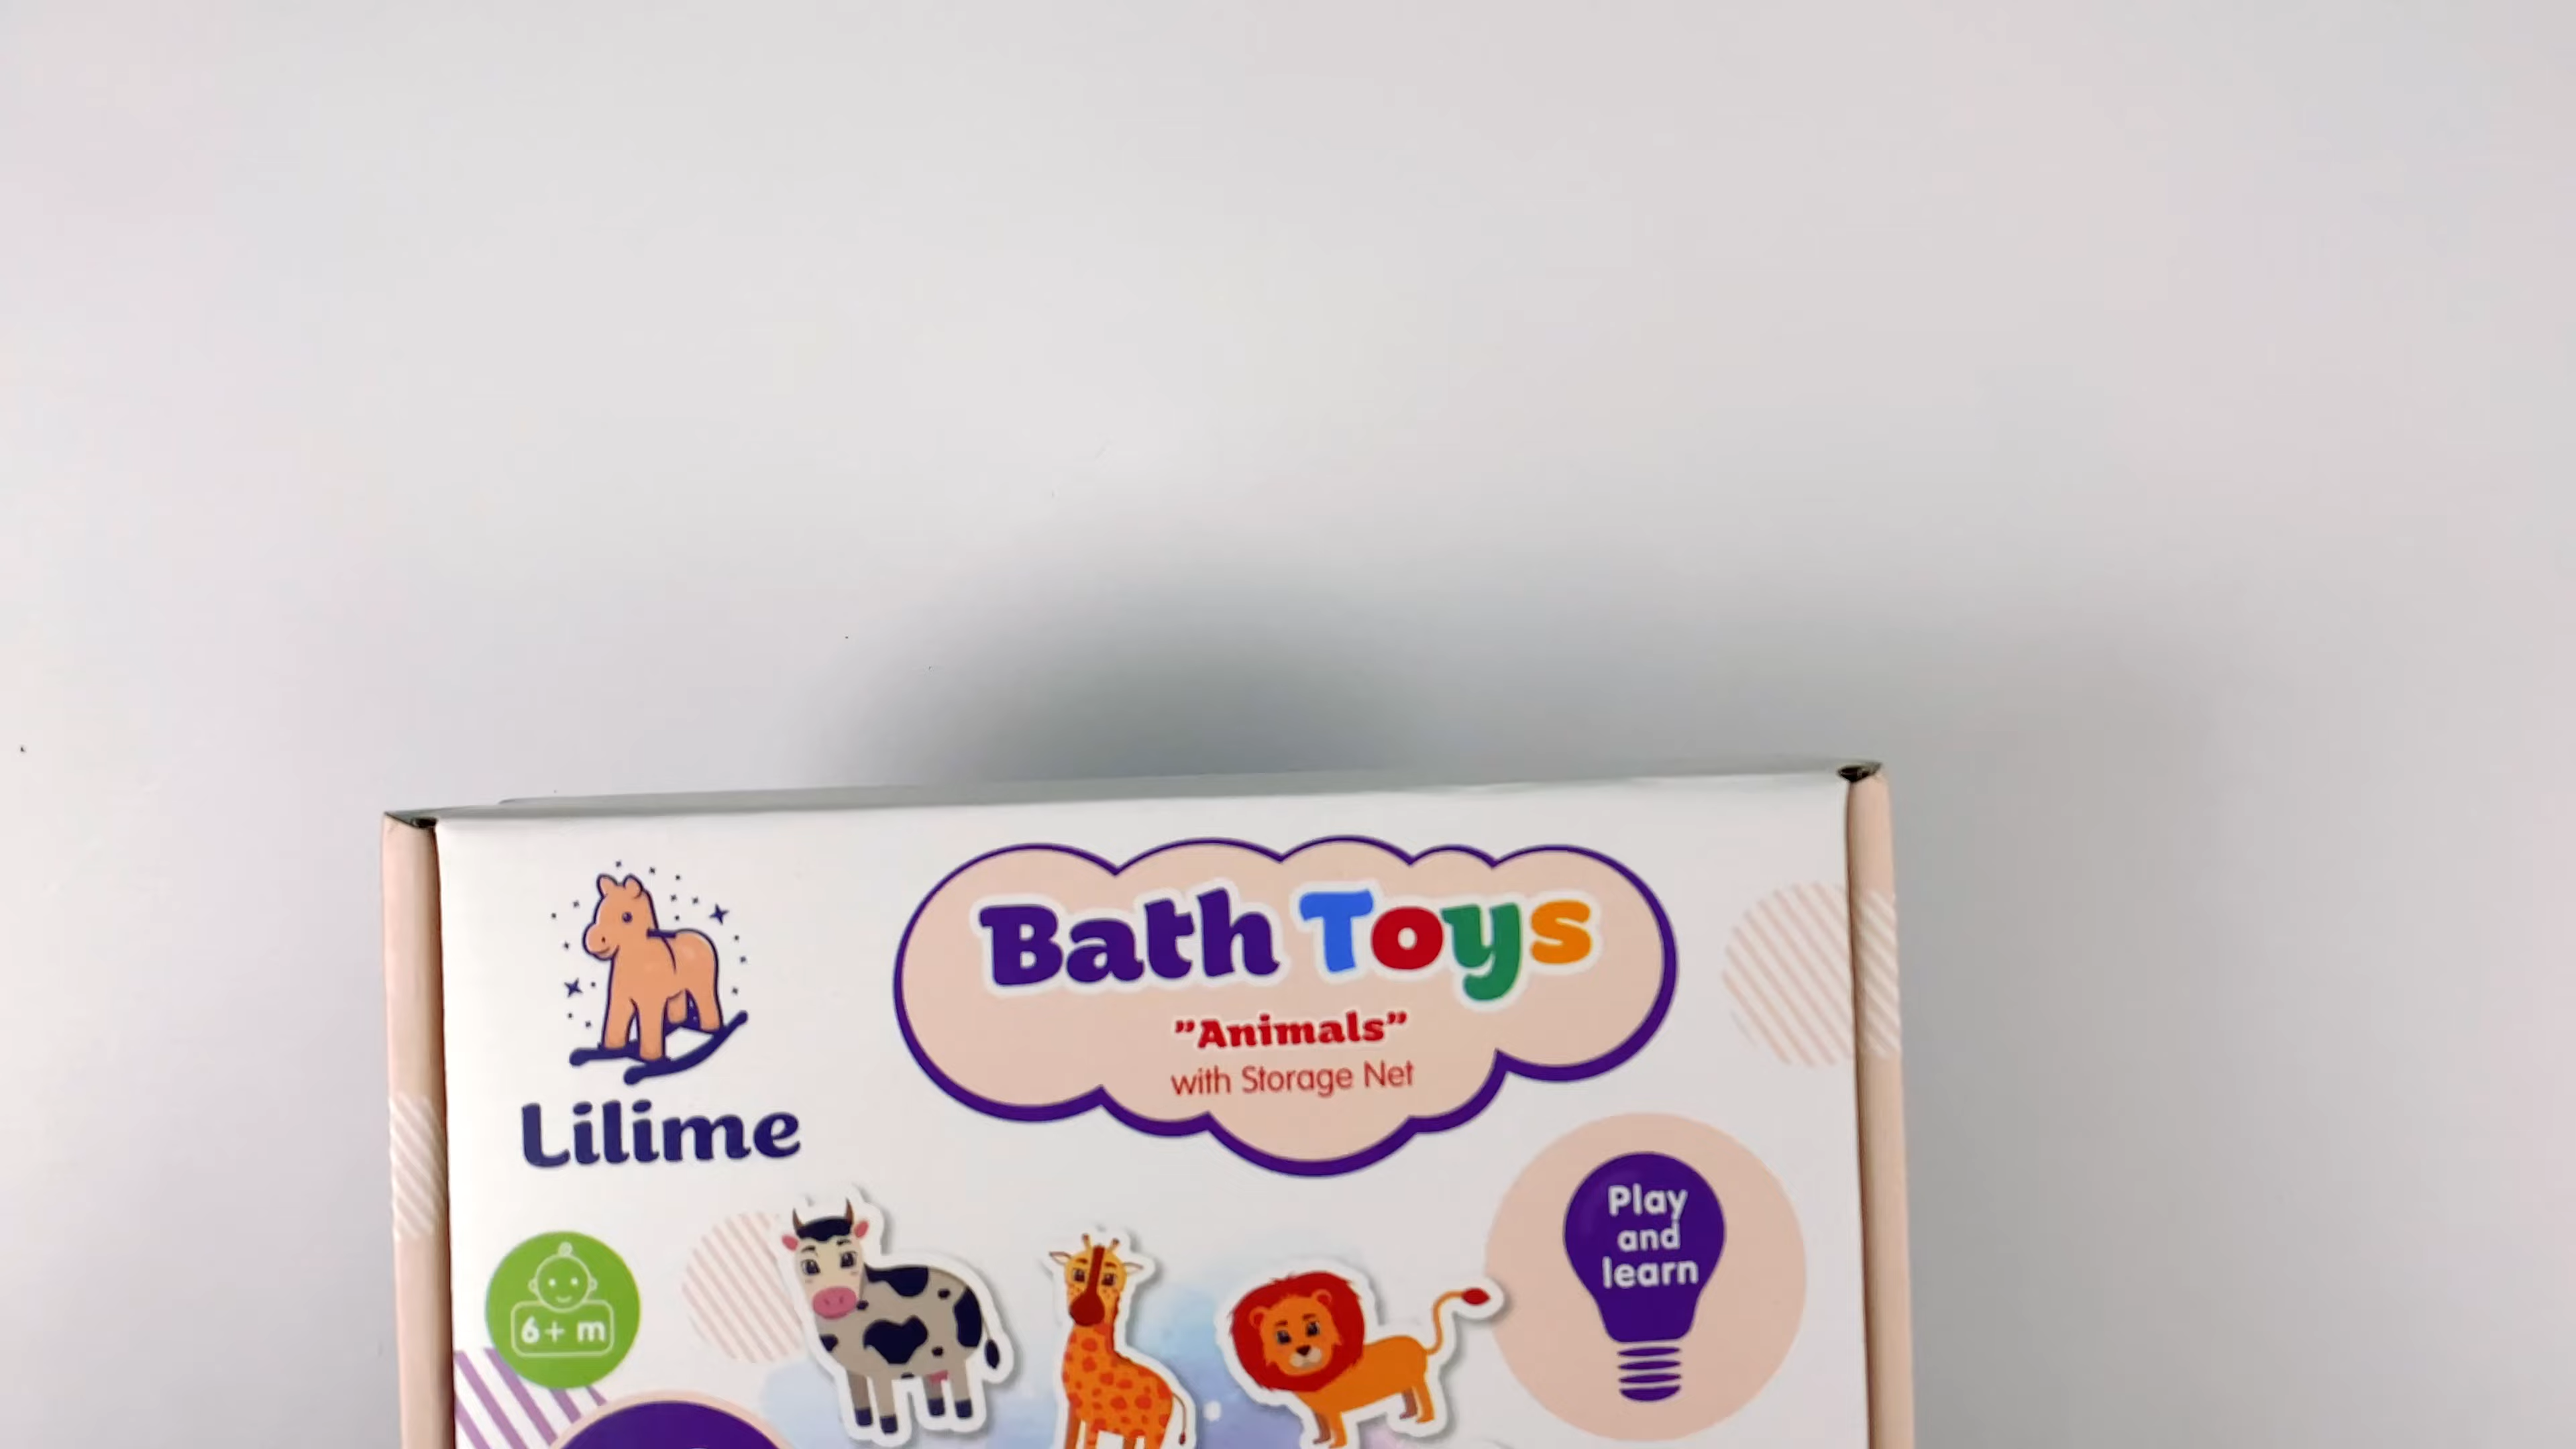 Bath Toys
”Animals”
with Storage Net
Lilime
Play
and
learn
6+ m